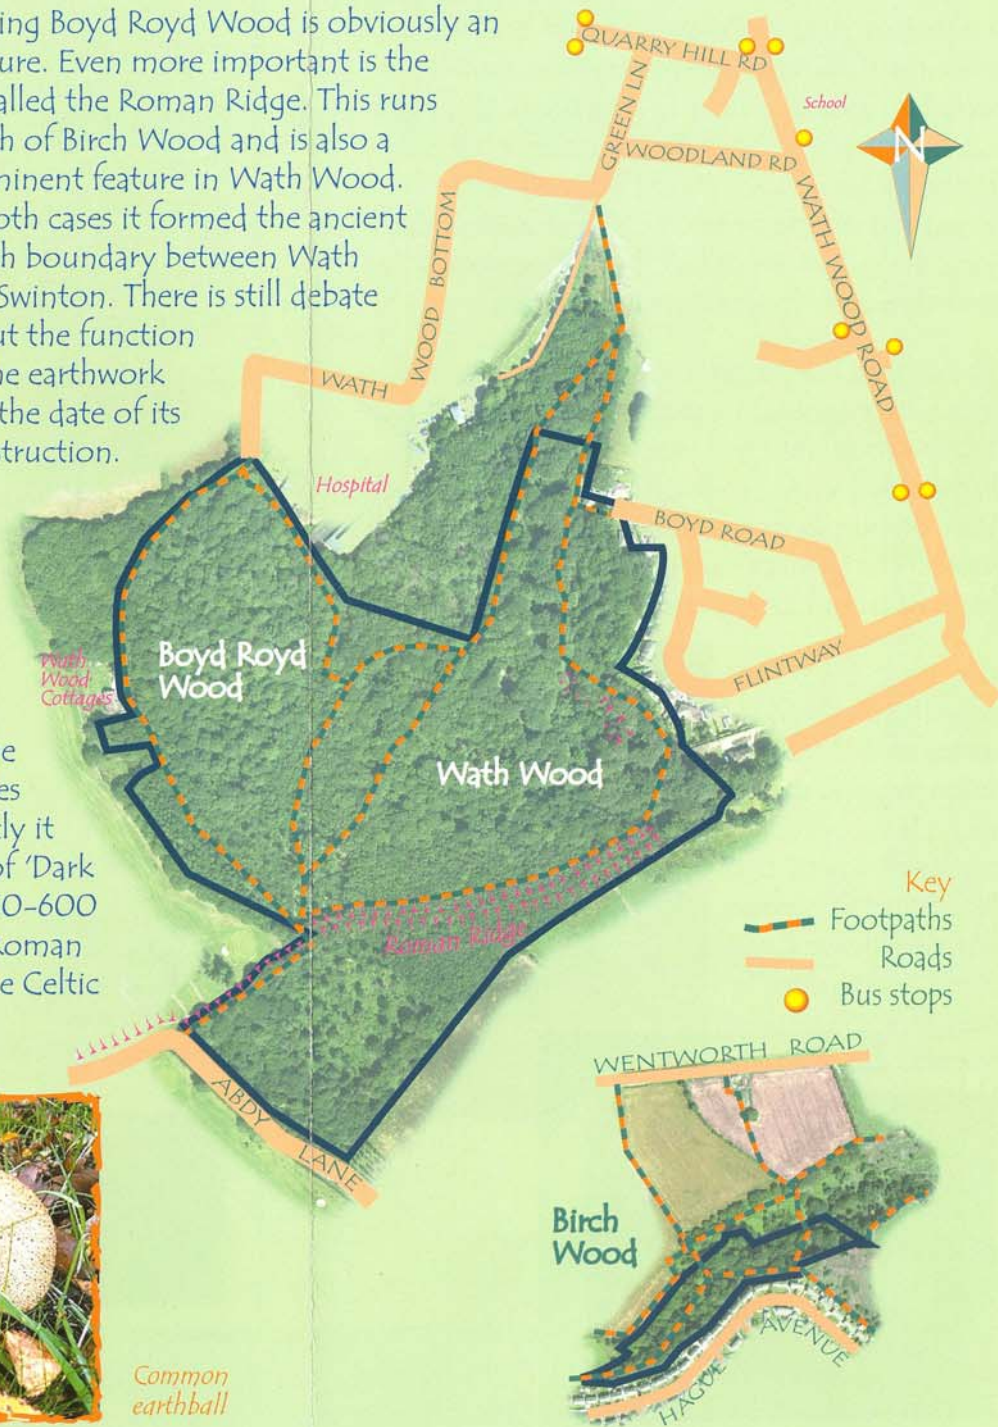 ing Boyd Royd Wood is obviously an
ure. Even more important is the
alled the Roman Ridge. This runs
h of Birch Wood and is also a
ninent feature in Wath Wood.
oth cases it formed the ancient
h boundary between Wath
Swinton. There is still debate
ut the function
ne earthwork
the date of its
struction.
QUARRY HILL RD
GREEN LN
School
WOODLAND RD
N
WATH WOOD ROAD
WATH WOOD BOTTOM
Hospital
BOYD ROAD
FLINTWAY
Wath
Wood
Cottages
Boyd Royd
Wood
Wath Wood
e
es
ly it
of 'Dark
0-600
Roman
e Celtic
Roman Ridge
ABDY LANE
Key
Footpaths
Roads
Bus stops
WENTWORTH ROAD
Birch
Wood
HAGUE AVENUE
Common
earthball